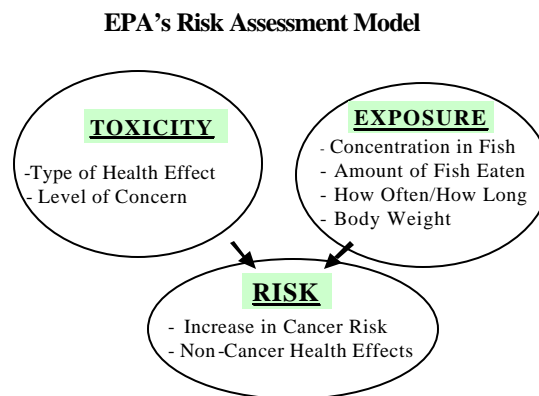 EPA's Risk Assessment Model
TOXICITY
-Type of Health Effect
- Level of Concern
EXPOSURE
- Concentration in Fish
- Amount of Fish Eaten
- How Often/How Long
- Body Weight
RISK
- Increase in Cancer Risk
- Non-Cancer Health Effects